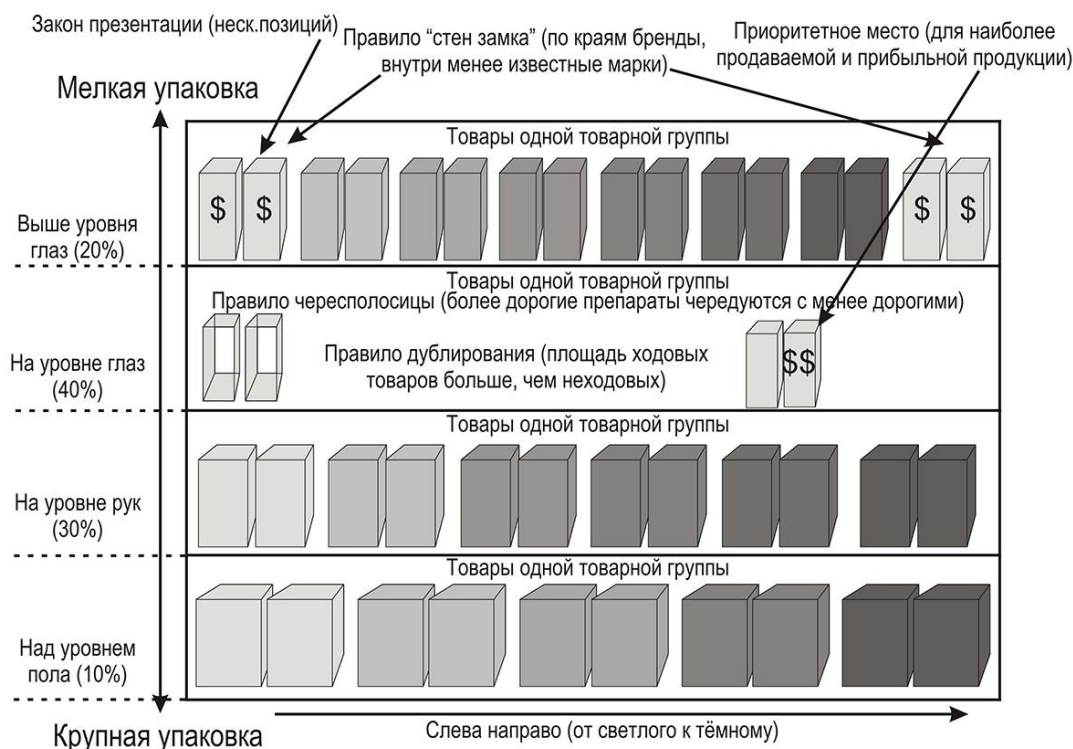 Закон презентации (неск.позиций)
Правило “стен замка” (по краям бренды,
внутри менее известные марки)
Приоритетное место (для наиболее
продаваемой и прибыльной продукции)
Мелкая упаковка
Товары одной товарной группы
$ $ $ $
Выше уровня
глаз (20%)
Товары одной товарной группы
Правило чересполосицы (более дорогие препараты чередуются с менее дорогими)
Правило дублирования (площадь ходовых
товаров больше, чем неходовых)
$$
На уровне глаз
(40%)
Товары одной товарной группы
На уровне рук
(30%)
Товары одной товарной группы
Над уровнем
пола (10%)
Крупная упаковка
Слева направо (от светлого к тёмному)